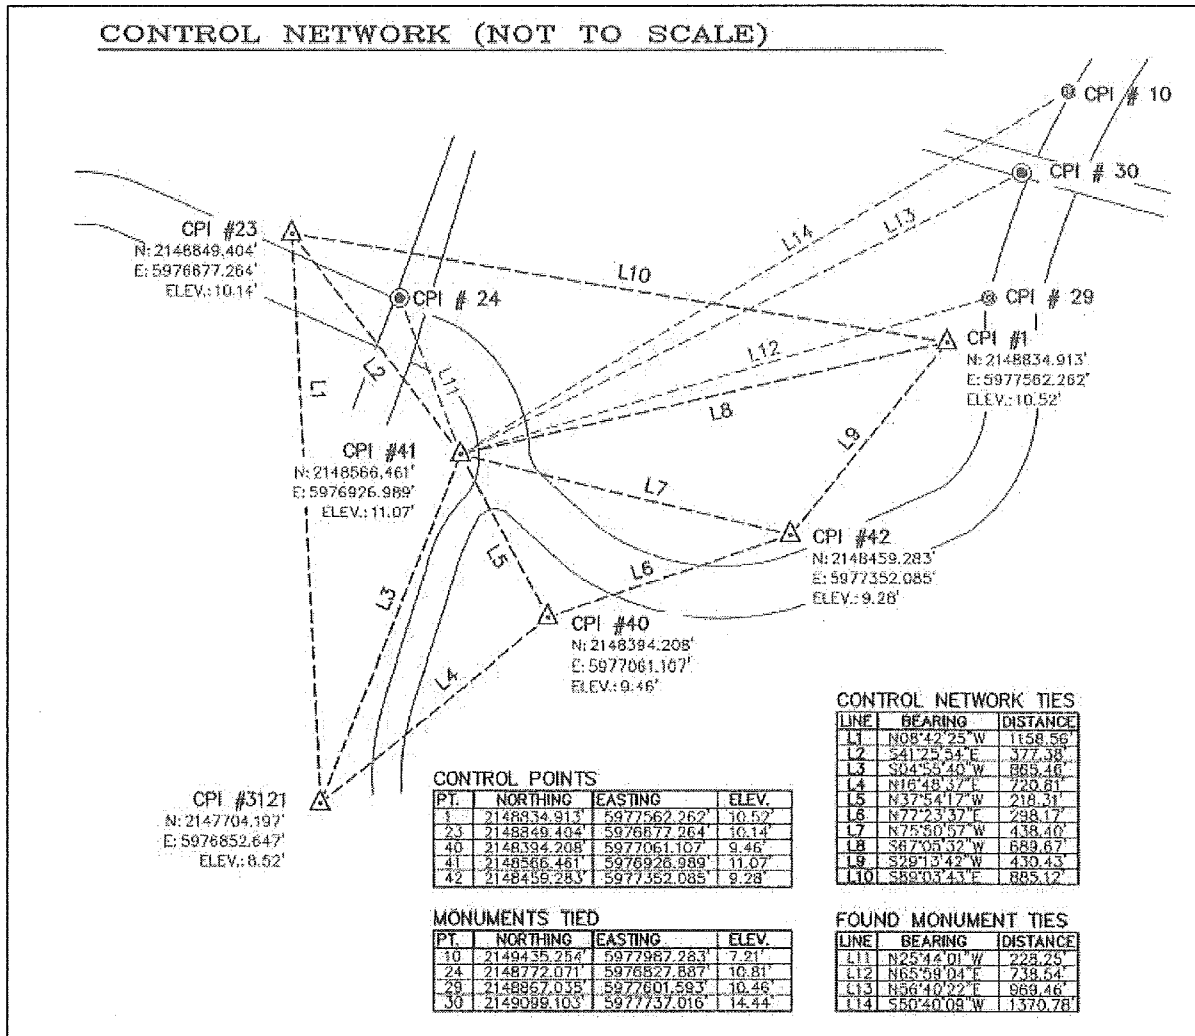 CONTROL NETWORK (NOT TO SCALE)
CPI # 10
CPI # 30
L14
L13
CPI #23
N: 2148849.404'
E: 5976677.264'
ELEV.: 10.14'
L10
CPI # 24
CPI # 29
CPI #1
N: 2148834.913'
E: 5977562.262'
ELEV.: 10.52'
L12
L2
L11
L1
L8
L9
CPI #41
N: 2148566.461'
E: 5976926.989'
ELEV.: 11.07'
L7
CPI #42
N: 2148459.283'
E: 5977352.085'
ELEV.: 9.28'
L5
L6
L3
CPI #40
N: 2148394.208'
E: 5977061.107'
ELEV.: 9.46'
L4
CPI #3121
N: 2147704.197'
E: 5976852.647'
ELEV.: 8.52'
CONTROL POINTS
PT. NORTHING EASTING ELEV.
1 2148834.913' 5977562.262' 10.52'
23 2148849.404' 5976677.264' 10.14'
40 2148394.208' 5977061.107' 9.46'
41 2148566.461' 5976926.989' 11.07'
42 2148459.283' 5977352.085' 9.28'
CONTROL NETWORK TIES
LINE BEARING DISTANCE
L1 N08°42'25"W 1158.56'
L2 S41°25'54"E 377.38'
L3 S04°55'40"W 865.46'
L4 N16°48'37"E 720.81'
L5 N37°54'17"W 218.31'
L6 N77°23'37"E 298.17'
L7 N75°50'57"W 438.40'
L8 S67°05'32"W 689.67'
L9 S29°13'42"W 430.43'
L10 S89°03'43"E 885.12'
MONUMENTS TIED
PT. NORTHING EASTING ELEV.
10 2149435.254' 5977987.283' 7.21'
24 2148772.071' 5976827.887' 10.81'
29 2148867.035' 5977601.593' 10.46'
30 2149099.103' 5977737.016' 14.44'
FOUND MONUMENT TIES
LINE BEARING DISTANCE
L11 N25°44'01"W 228.25'
L12 N65°59'04"E 738.54'
L13 N56°40'22"E 969.46'
L14 S50°40'09"W 1370.78'